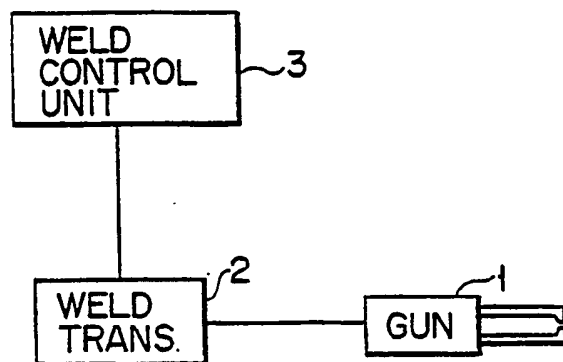 WELD
CONTROL
UNIT
3
2
WELD
TRANS.
1
GUN